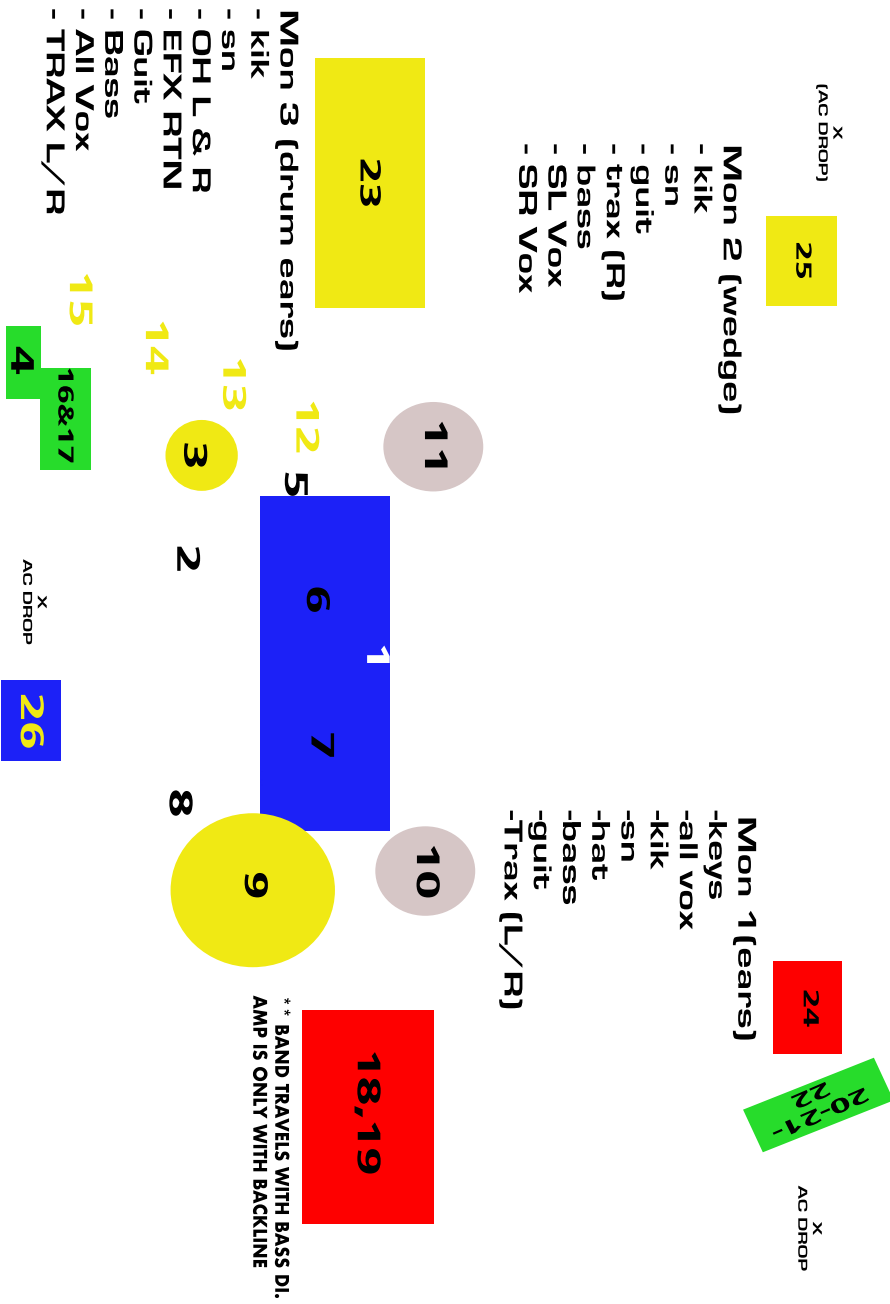 X
(AC DROP)
25
24
20-21-
22
X
AC DROP
Mon 2 (wedge)
- kik
- sn
- guit
- trax (R)
- bass
- SL Vox
- SR Vox
Mon 1(ears)
-keys
-all vox
-kik
-sn
-hat
-bass
-guit
-Trax (L/R)
23
11
10
18,19
1
6
7
5
12
13
14
15
3
2
8
9
** BAND TRAVELS WITH BASS DI.
AMP IS ONLY WITH BACKLINE
Mon 3 (drum ears)
- kik
- sn
- OH L & R
- EFX RTN
- Guit
- Bass
- All Vox
- TRAX L/R
16&17
4
X
AC DROP
26